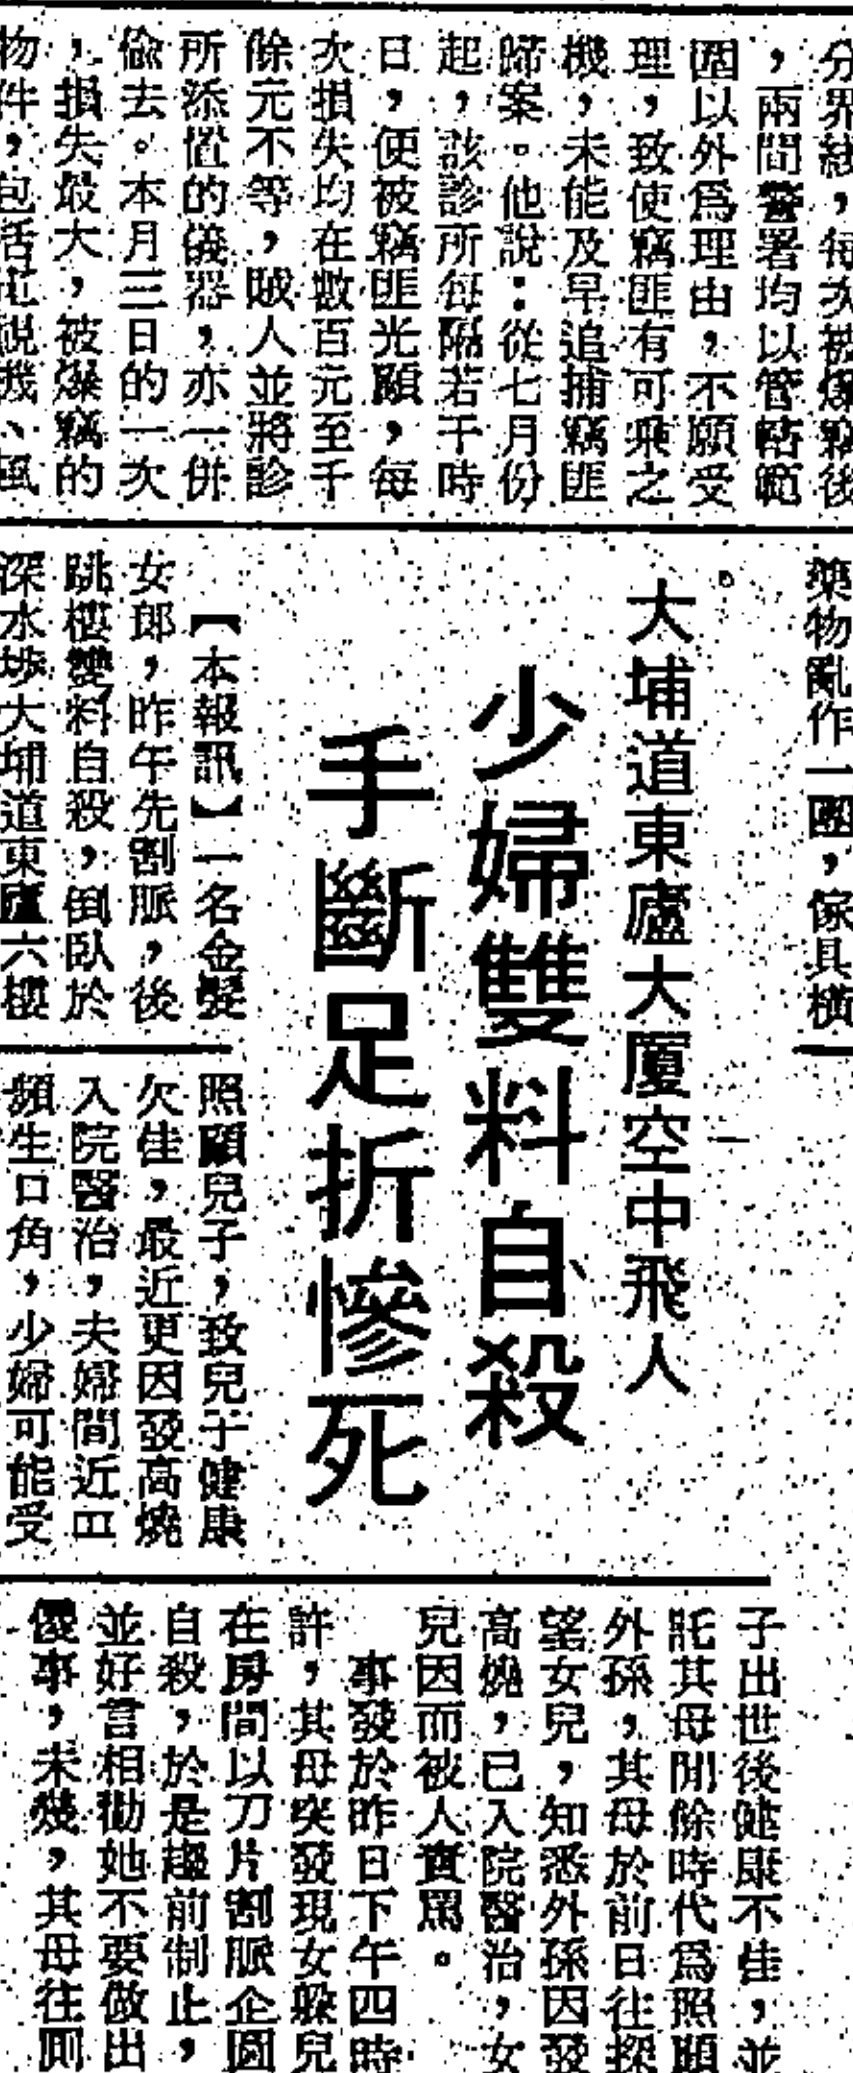 分界綫，每次被爆竊後
，兩間警署均以管轄範
圍以外爲理由，不願受
理，致使竊匪有可乘之
機，未能及早追捕竊匪
歸案。他說：從七月份
起，該診所每隔若干時
日，便被竊匪光顧，每
次損失均在數百元至千
餘元不等，賊人並將診
所添置的儀器，亦一併
偷去。本月三日的一次
，損失最大，被爆竊的
物件，包括電視機、風
藥物亂作一團，傢具橫
。
大埔道東廬大廈空中飛人
少婦雙料自殺
手斷足折慘死
【本報訊】一名金髮
女郎，昨午先割脈，後
跳樓雙料自殺，倒臥於
深水埗大埔道東廬六樓
照顧兒子，致兒子健康
欠佳，最近更因發高燒
入院醫治，夫婦間近日
頻生口角，少婦可能受
子出世後健康不佳，並
託其母閒餘時代爲照顧
外孫，其母於前日往探
望女兒，知悉外孫因發
高燒，已入院醫治，女
兒因而被人責罵。
事發於昨日下午四時
許，其母突發現女躲兒
在房間以刀片割脈企圖
自殺，於是趨前制止，
並好言相勸她不要做出
傻事，未幾，其母往厠